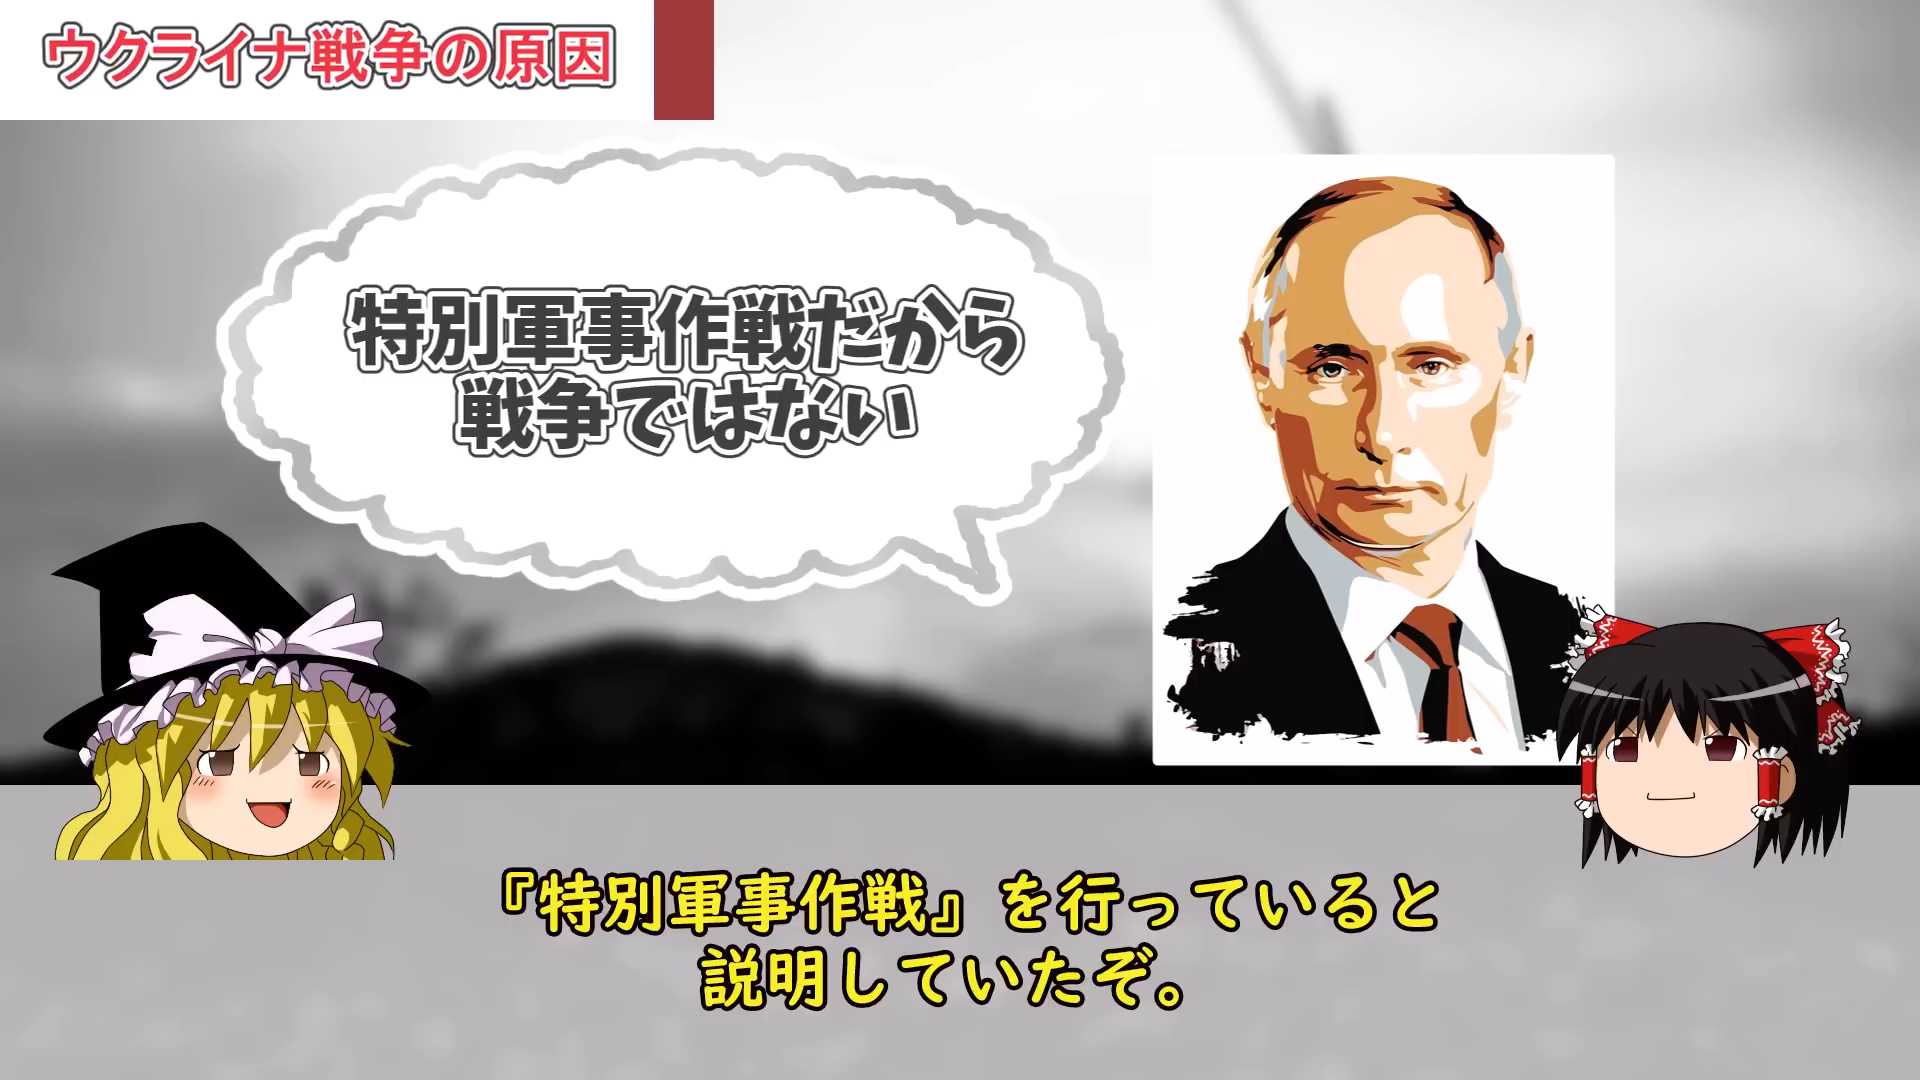 ウクライナ戦争の原因
特別軍事作戦だから
戦争ではない
『特別軍事作戦』を行っていると
説明していたぞ。